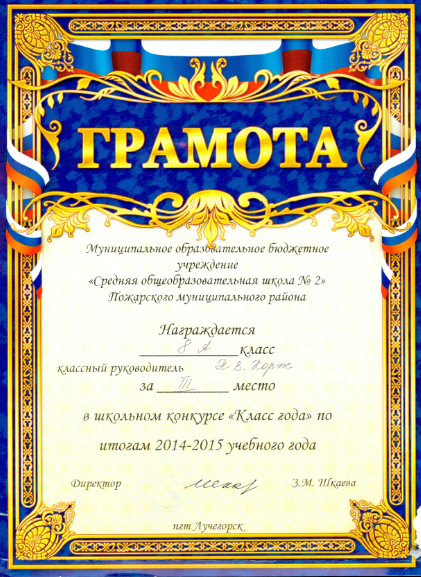 ГРАМОТА
Муниципальное образовательное бюджетное
учреждение
«Средняя общеобразовательная школа № 2»
Пожарского муниципального района
Награждается
8 А класс
классный руководитель Н. В. Корж
за III место
в школьном конкурсе «Класс года» по
итогам 2014-2015 учебного года
Директор З.М. Шкаева
пгт Лучегорск